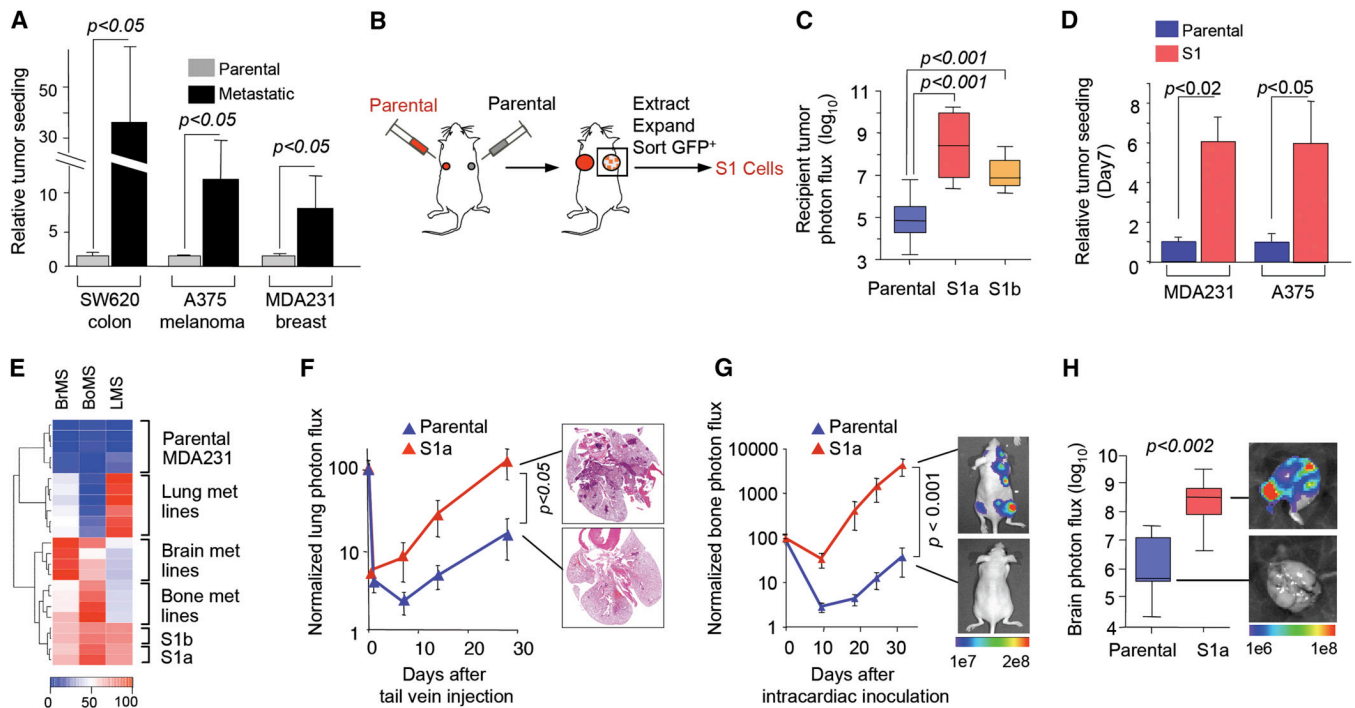 A
p<0.05
Parental
Metastatic
p<0.05
p<0.05
Relative tumor seeding
50
30
10
5
0
SW620
colon
A375
melanoma
MDA231
breast
B
Parental
Parental
Extract
Expand
Sort GFP+
S1 Cells
C
p<0.001
p<0.001
Recipient tumor
photon flux (log10)
11
9
7
5
3
Parental
S1a
S1b
D
Parental
S1
p<0.02
p<0.05
Relative tumor seeding
(Day7)
8
6
4
2
0
MDA231
A375
E
BrMS
BoMS
LMS
Parental
MDA231
Lung met
lines
Brain met
lines
Bone met
lines
S1b
S1a
0
50
100
F
Parental
S1a
Normalized lung photon flux
100
10
1
p<0.05
0
10
20
30
Days after
tail vein injection
G
Parental
S1a
Normalized bone photon flux
10000
1000
100
10
1
p < 0.001
0
10
20
30
Days after
intracardiac inoculation
1e7
2e8
H
p<0.002
Brain photon flux (log10)
10
9
8
7
6
5
4
Parental
S1a
1e6
1e8